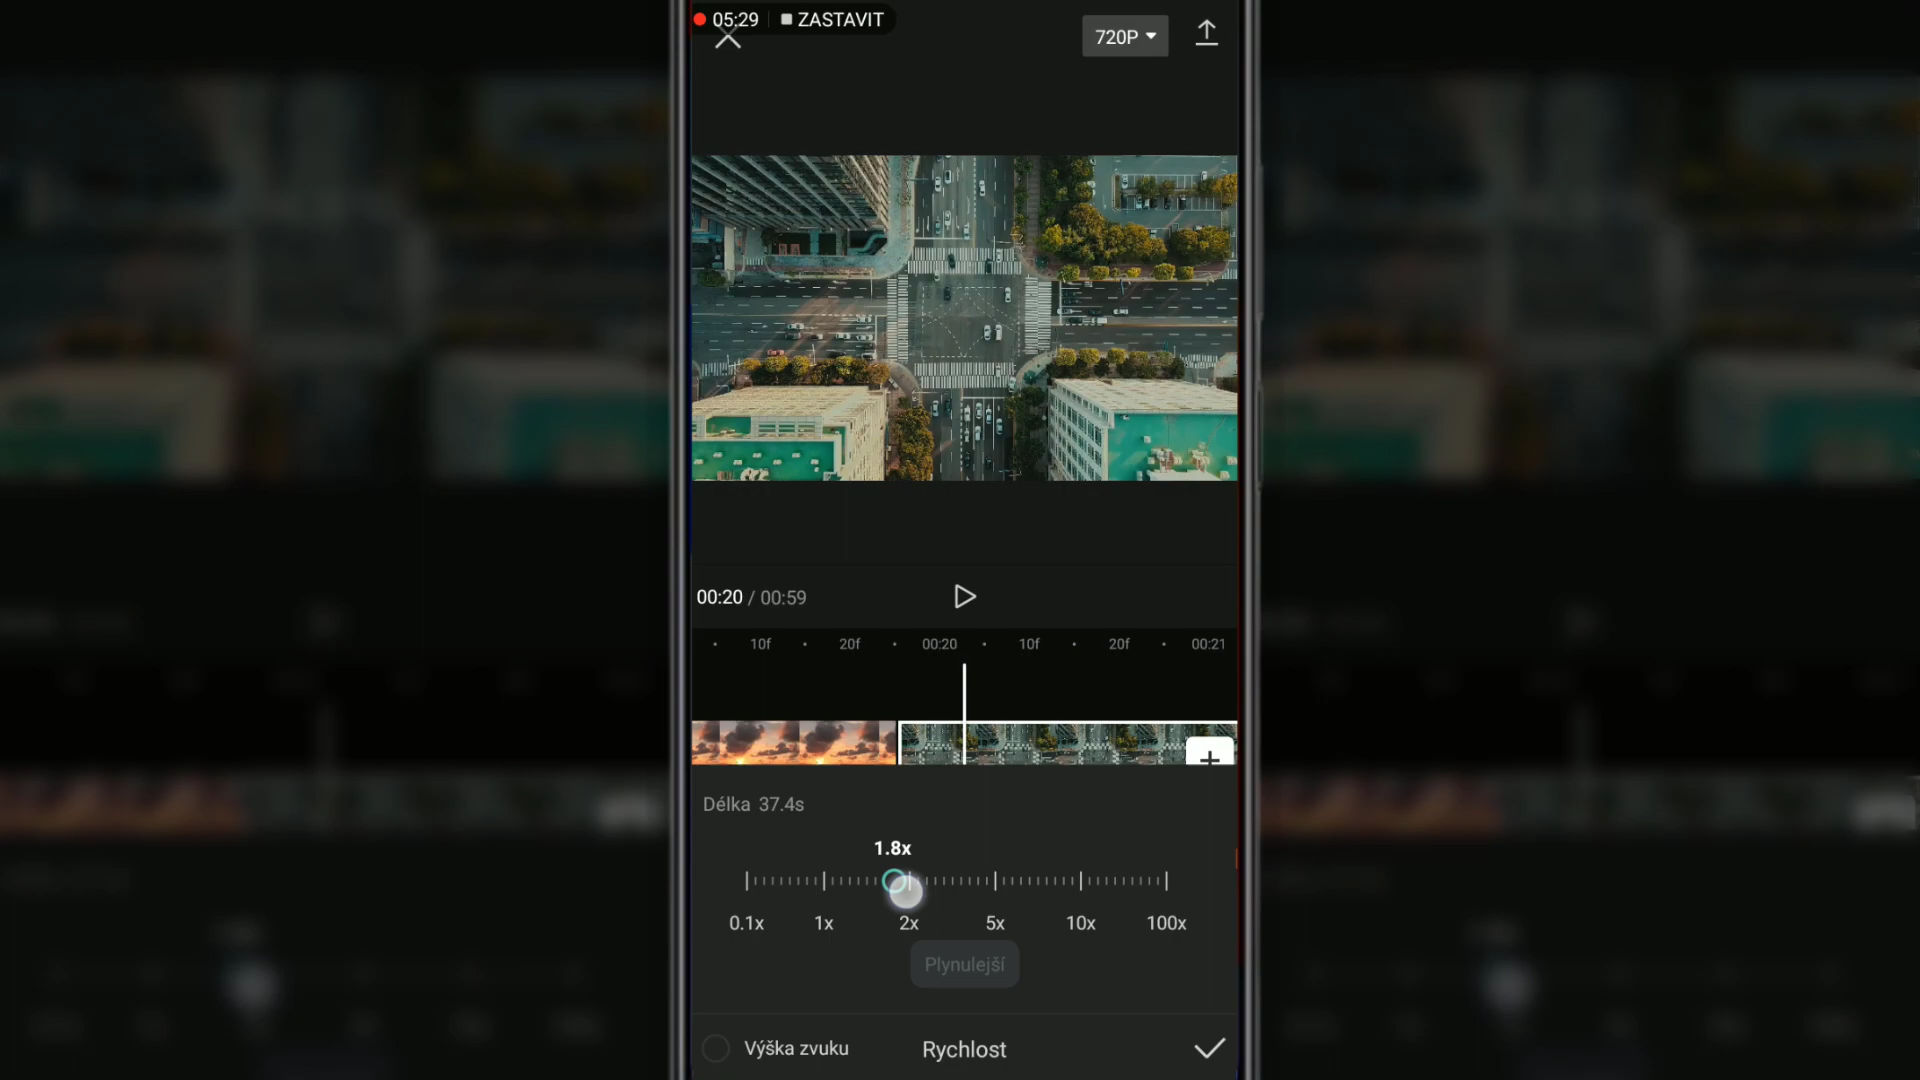 05:29 ZASTAVIT
720P
00:20 / 00:59
10f 20f 00:20 10f 20f 00:21
Délka 37.4s
1.8x
0.1x 1x 2x 5x 10x 100x
Plynulejší
Výška zvuku Rychlost